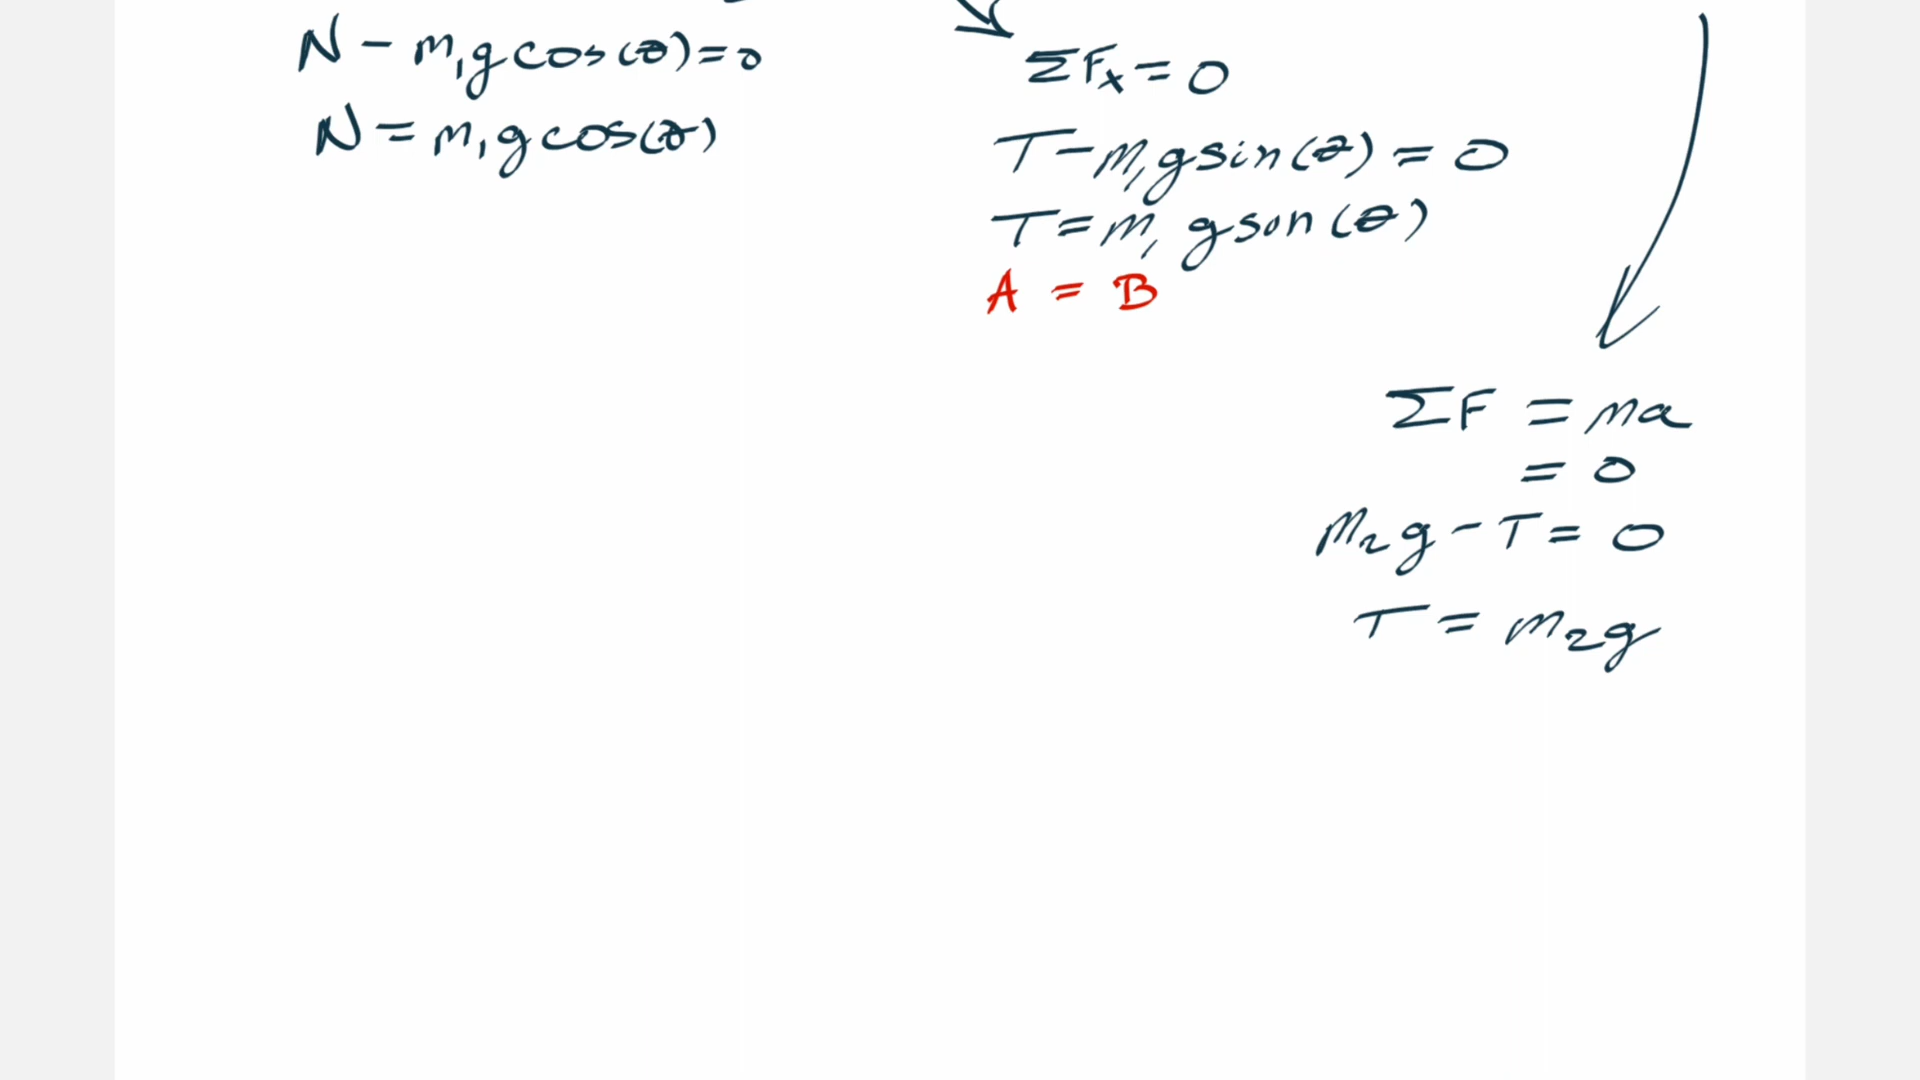 N - m₁g cos(θ) = 0
N = m₁g cos(θ)
ΣFₓ = 0
T - m₁g sin(θ) = 0
T = m₁ g son(θ)
A = B
ΣF = ma
= 0
m₂g - T = 0
T = m₂g